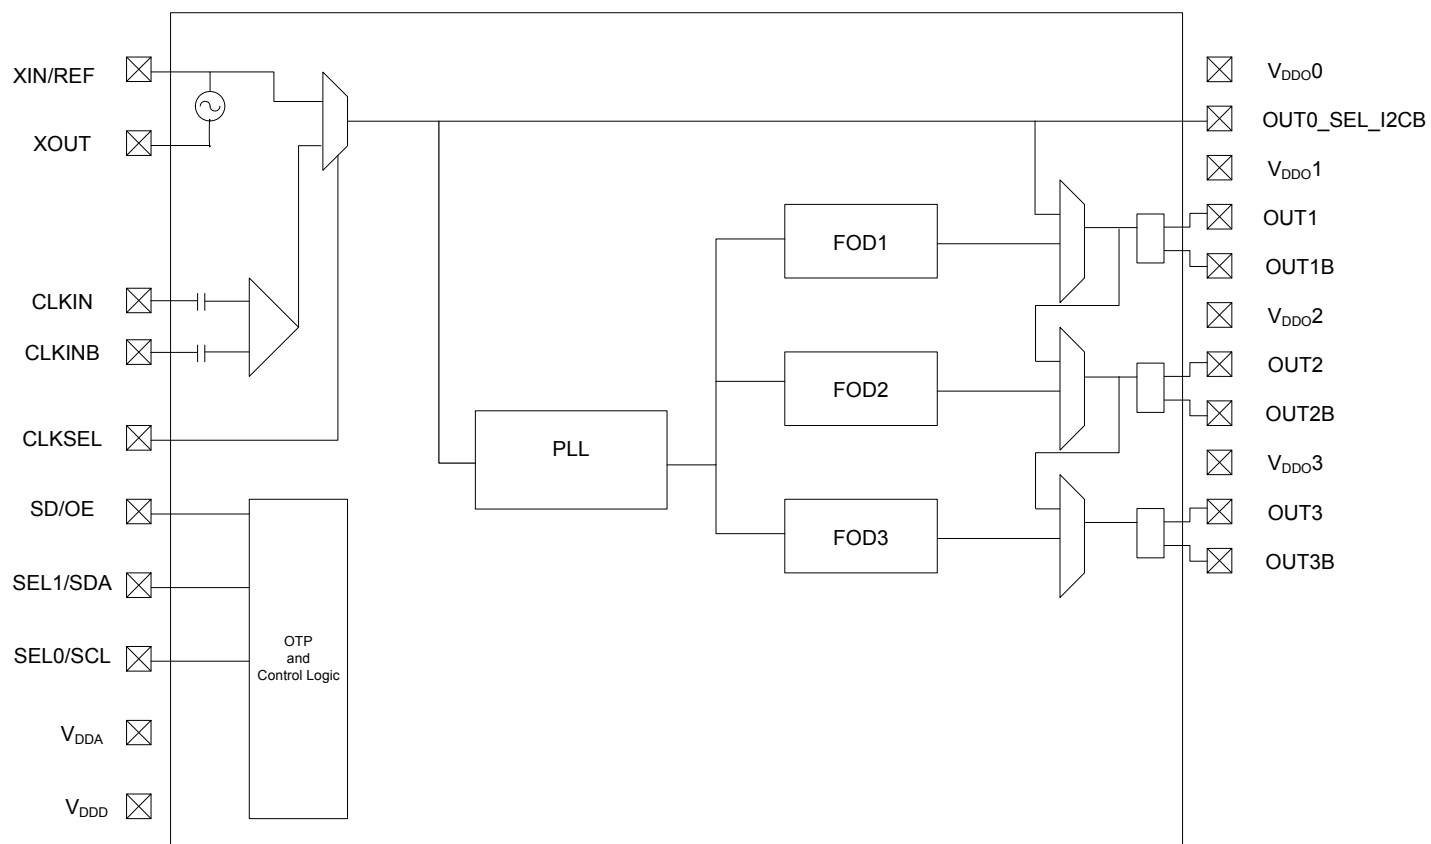 XIN/REF
XOUT
CLKIN
CLKINB
CLKSEL
SD/OE
SEL1/SDA
SEL0/SCL
VDDA
VDDD
OTP
and
Control Logic
PLL
FOD1
FOD2
FOD3
VDDO0
OUT0_SEL_I2CB
VDDO1
OUT1
OUT1B
VDDO2
OUT2
OUT2B
VDDO3
OUT3
OUT3B